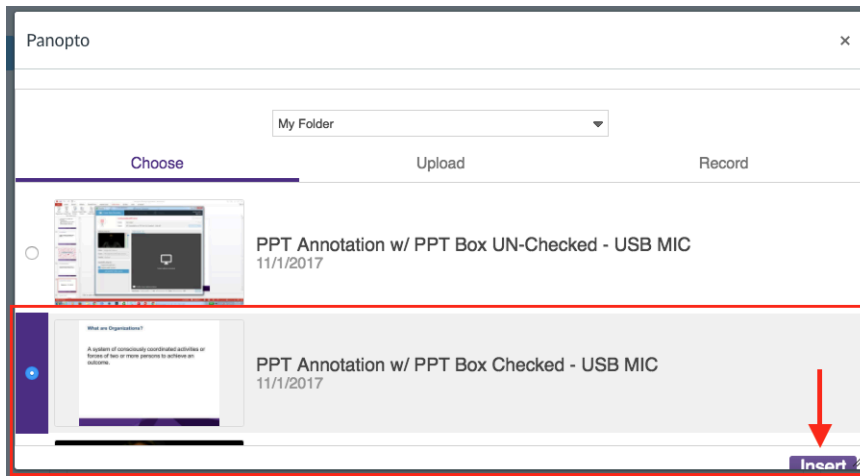 Panopto
×
My Folder
Choose Upload Record
PPT Annotation w/ PPT Box UN-Checked - USB MIC
11/1/2017
What are Organizations?
A system of consciously coordinated activities or
forces of two or more persons to achieve an
outcome.
PPT Annotation w/ PPT Box Checked - USB MIC
11/1/2017
Insert